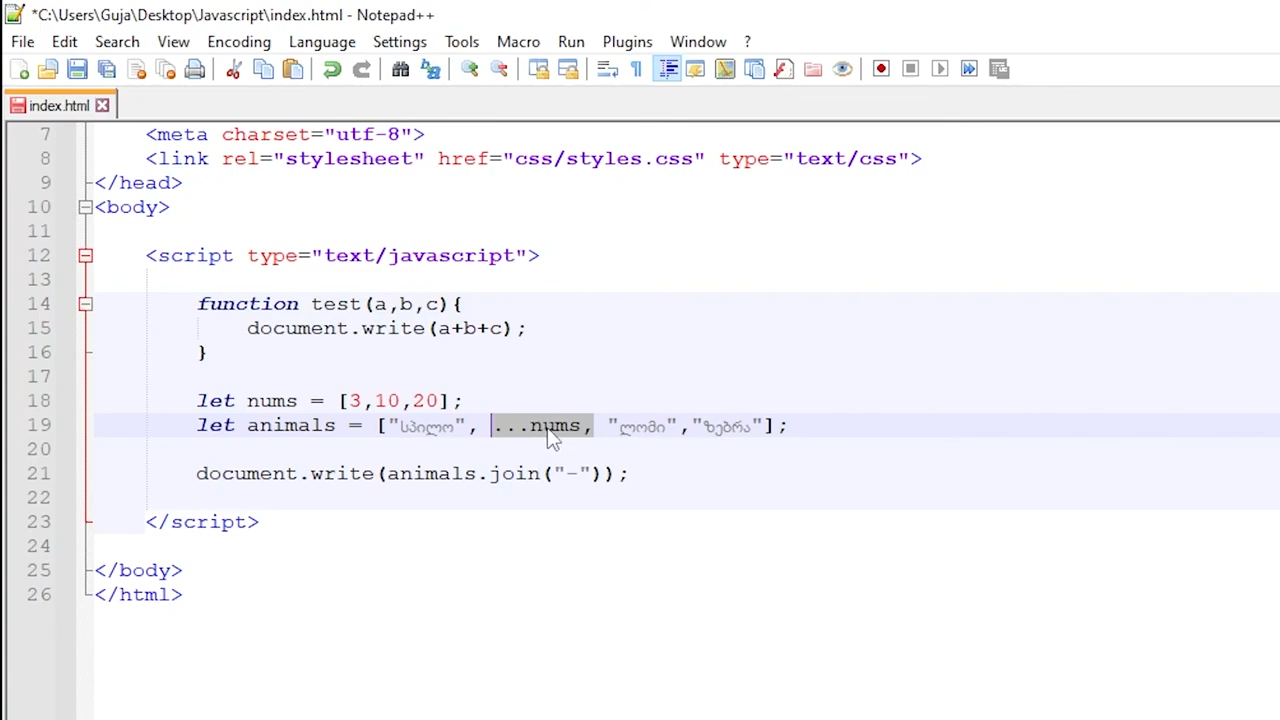 *C:\Users\Guja\Desktop\Javascript\index.html - Notepad++
File Edit Search View Encoding Language Settings Tools Macro Run Plugins Window ?
index.html
7 <meta charset="utf-8">
8 <link rel="stylesheet" href="css/styles.css" type="text/css">
9 </head>
10 <body>
11
12 <script type="text/javascript">
13
14 function test(a,b,c){
15 document.write(a+b+c);
16 }
17
18 let nums = [3,10,20];
19 let animals = ["სპილო", ...nums, "ლომი","ზებრა"];
20
21 document.write(animals.join("-"));
22
23 </script>
24
25 </body>
26 </html>